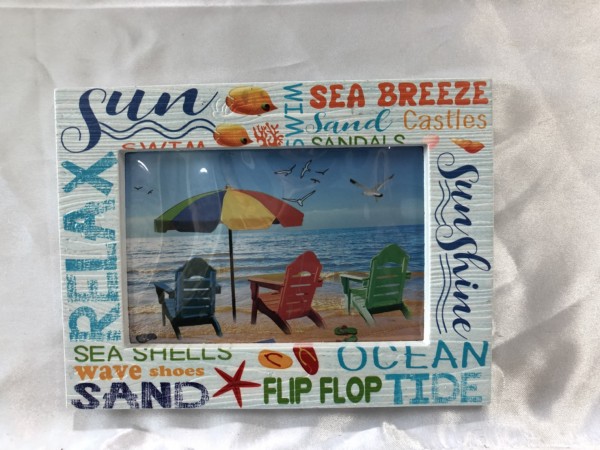 Sun
SWIM
SEA BREEZE
Sand Castles
SWIM
SANDALS
RELAX
SunShine
SEA SHELLS
OCEAN
wave shoes
SAND
FLIP FLOP
TIDE